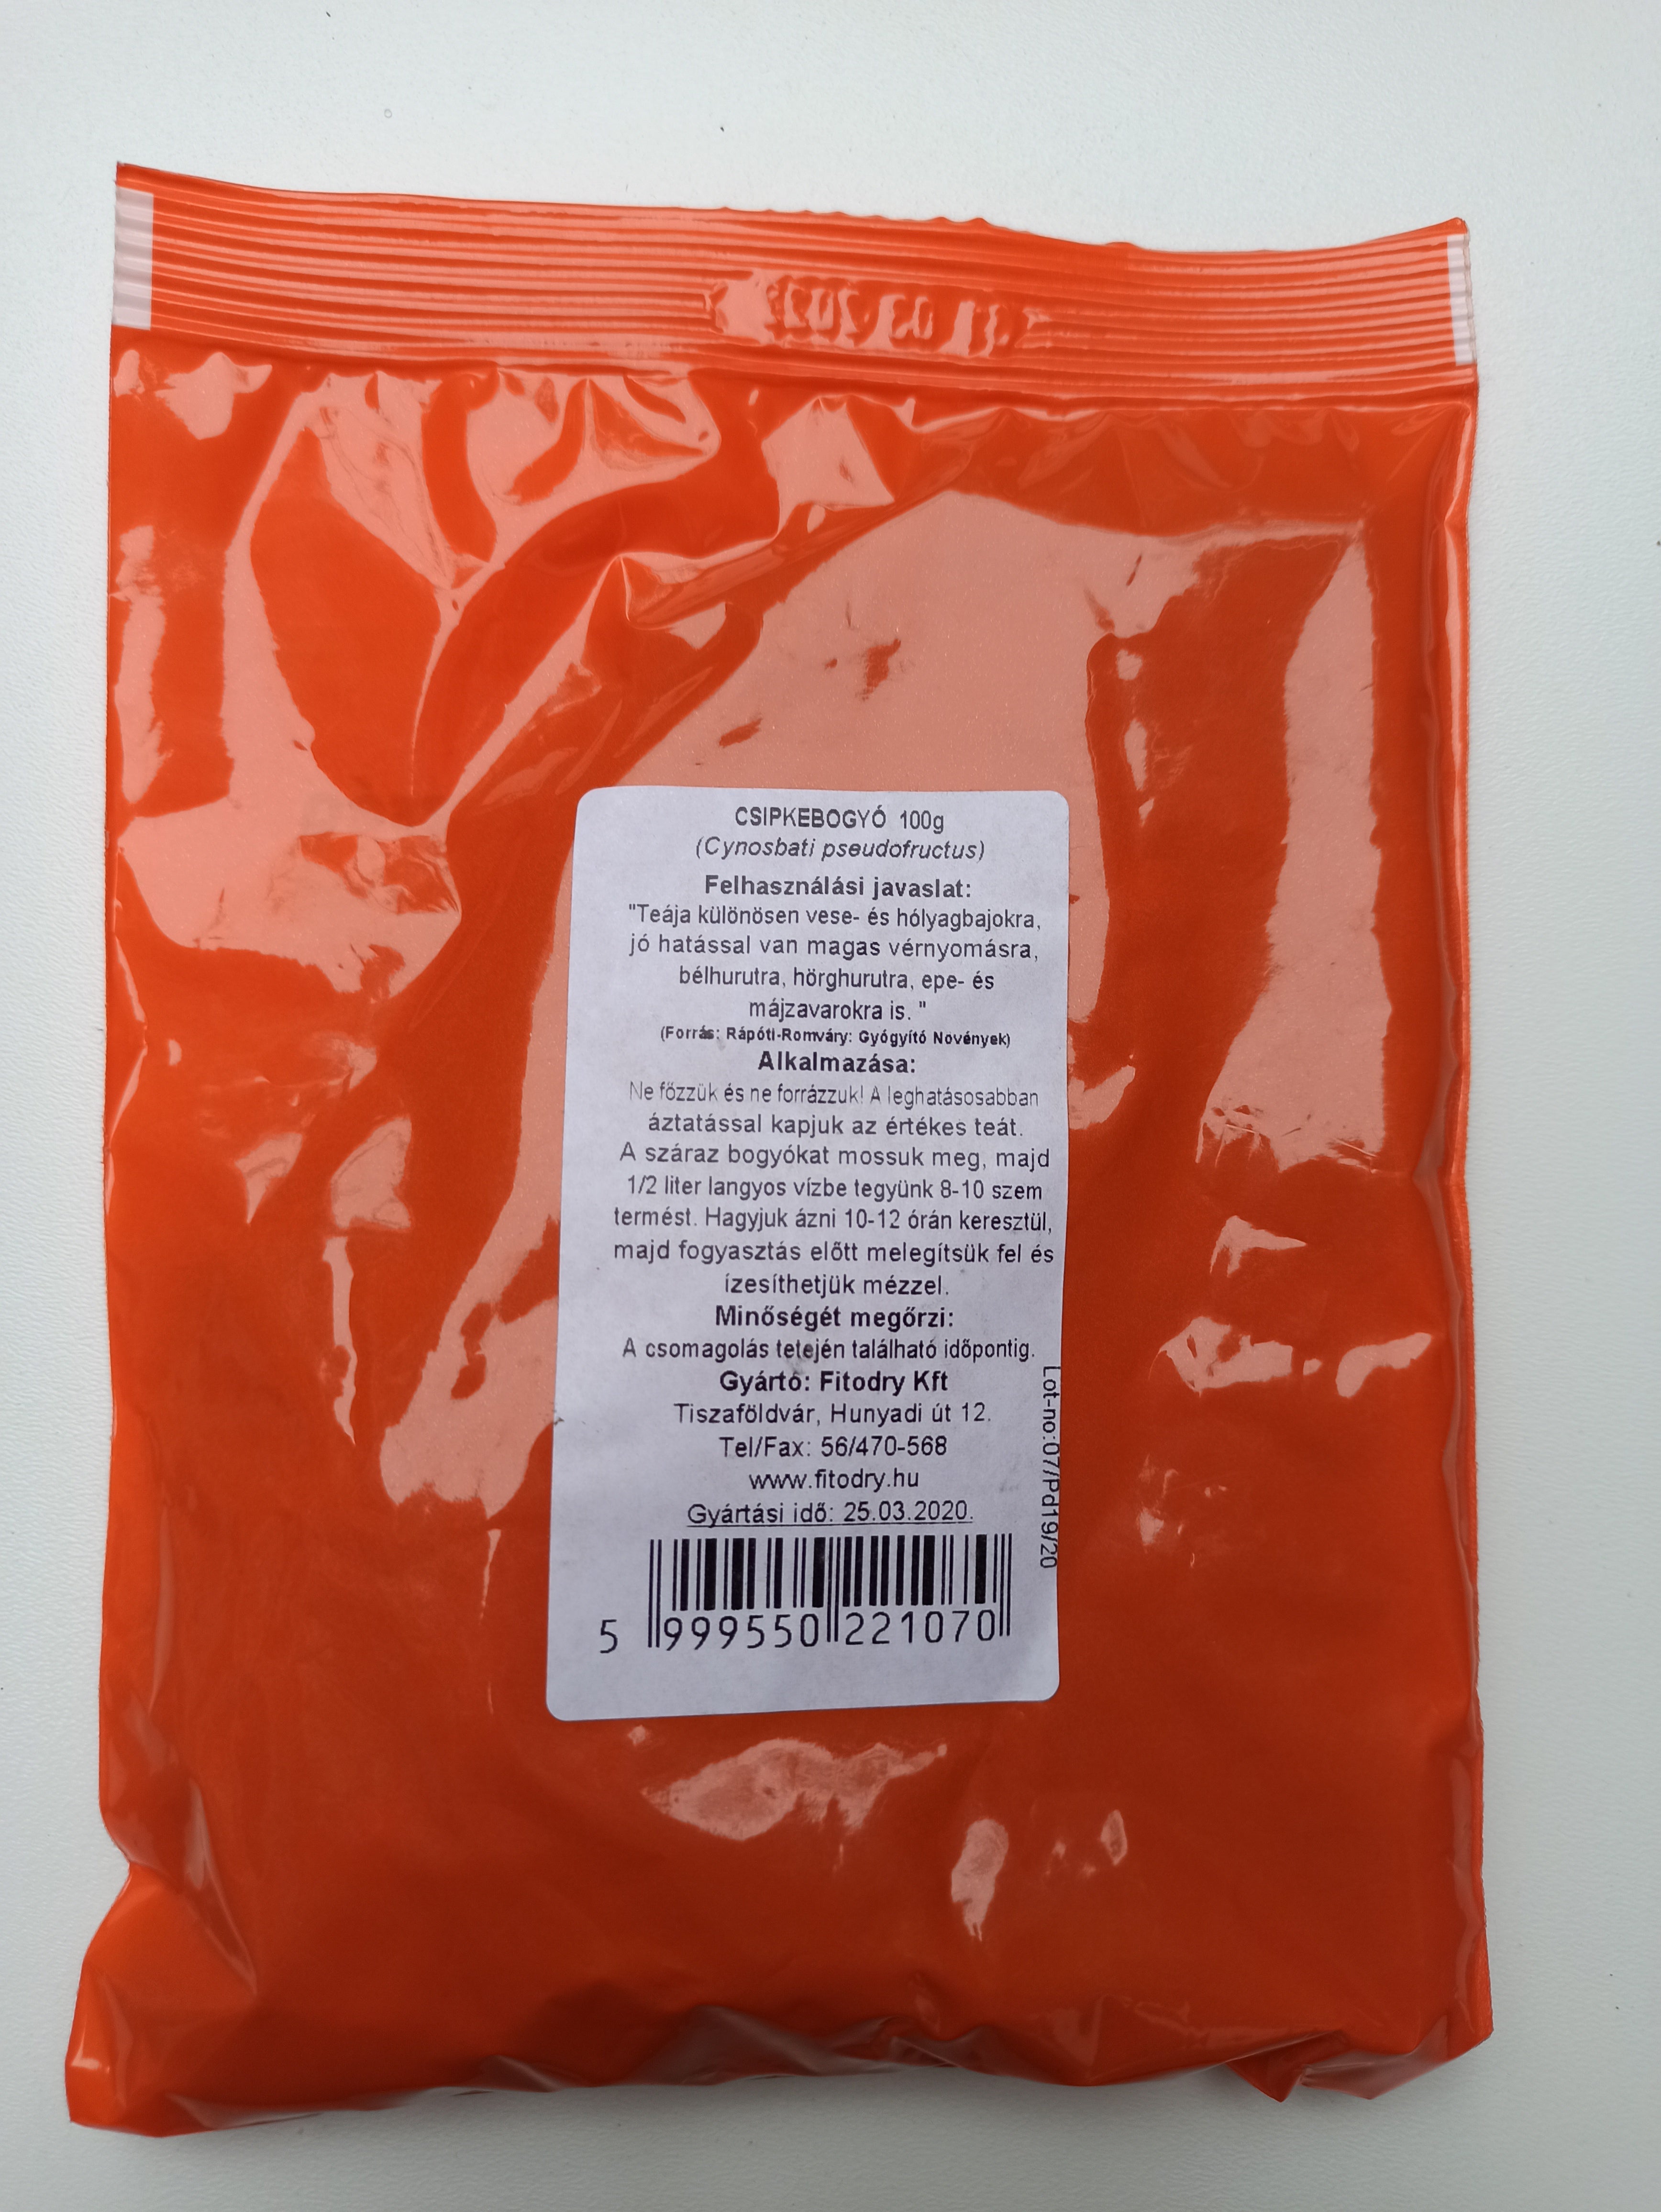 CSIPKEBOGYÓ 100g
(Cynosbati pseudofructus)
Felhasználási javaslat:
"Teája különösen vese- és hólyagbajokra,
jó hatással van magas vérnyomásra,
bélhurutra, hörghurutra, epe- és
májzavarokra is. "
(Forrás: Rápóti-Romváry: Gyógyító Novények)
Alkalmazása:
Ne főzzük és ne forrázzuk! A leghatásosabban
áztatással kapjuk az értékes teát.
A száraz bogyókat mossuk meg, majd
1/2 liter langyos vízbe tegyünk 8-10 szem
termést. Hagyjuk ázni 10-12 órán keresztül,
majd fogyasztás előtt melegítsük fel és
ízesíthetjük mézzel.
Minőségét megőrzi:
A csomagolás tetején található időpontig.
Gyártó: Fitodry Kft
Tiszaföldvár, Hunyadi út 12.
Tel/Fax: 56/470-568
www.fitodry.hu
Gyártási idő: 25.03.2020.
Lot-no:07/Pd19/20
5 999550 221070